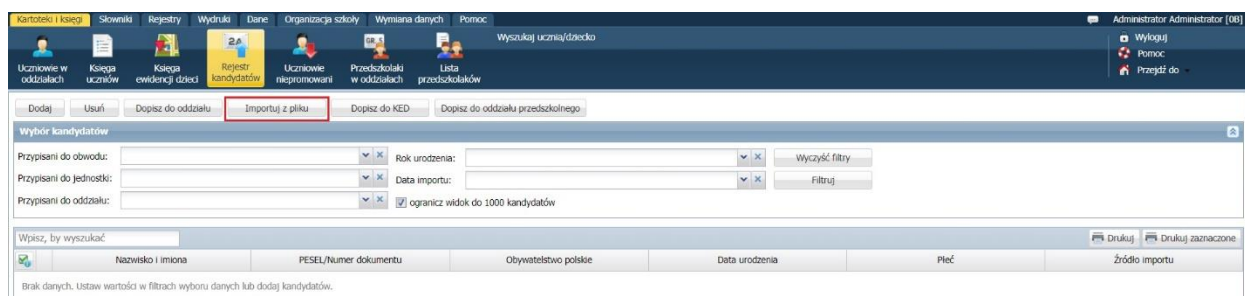 Kartoteki i księgi Słowniki Rejestry Wydruki Dane Organizacja szkoły Wymiana danych Pomoc Administrator Administrator [0B]
Uczniowie w oddziałach
Księga uczniów
Księga ewidencji dzieci
Rejestr kandydatów
Uczniowie niepromowani
Przedszkolaki w oddziałach
Lista przedszkolaków
Wyszukaj ucznia/dziecko
Wyloguj
Pomoc
Przejdź do
Dodaj Usuń Dopisz do oddziału Importuj z pliku Dopisz do KED Dopisz do oddziału przedszkolnego
Wybór kandydatów
Przypisani do obwodu: Rok urodzenia: Wyczyść filtry
Przypisani do jednostki: Data importu: Filtruj
Przypisani do oddziału: ogranicz widok do 1000 kandydatów
Wpisz, by wyszukać Drukuj Drukuj zaznaczone
Nazwisko i imiona PESEL/Numer dokumentu Obywatelstwo polskie Data urodzenia Płeć Źródło importu
Brak danych. Ustaw wartości w filtrach wyboru danych lub dodaj kandydatów.